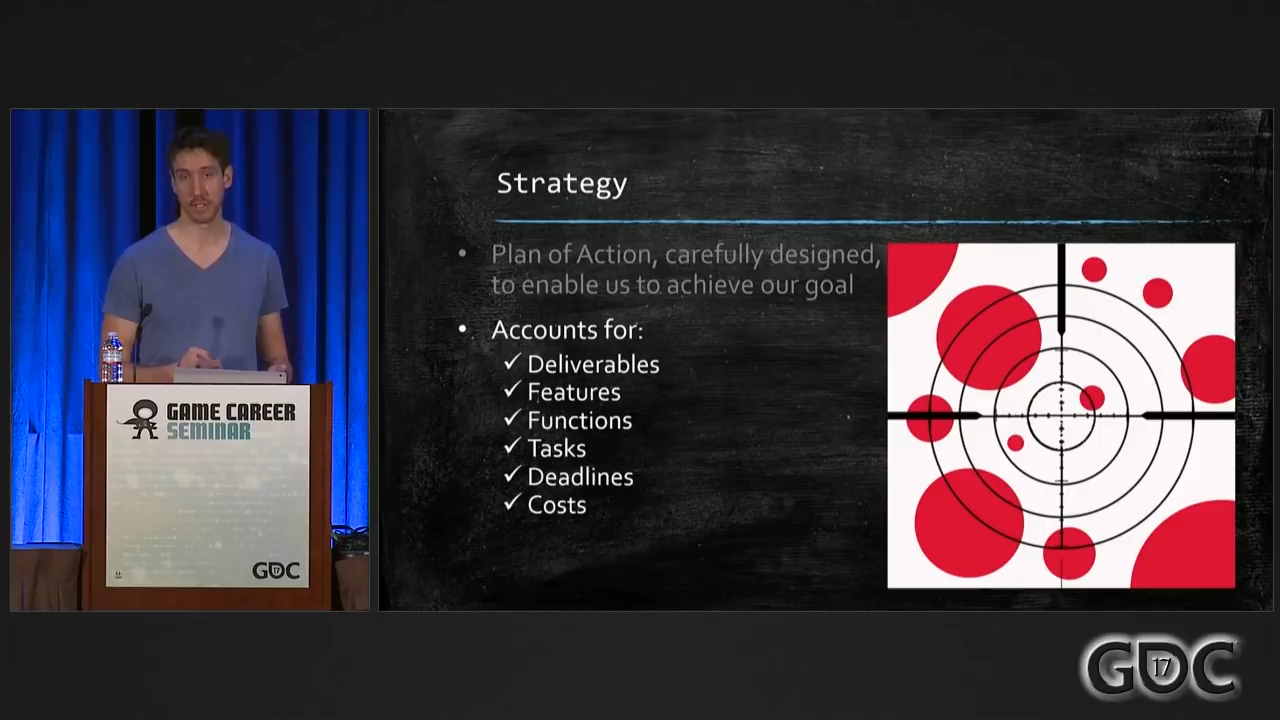 Strategy
• Plan of Action, carefully designed,
to enable us to achieve our goal
• Accounts for:
✓ Deliverables
✓ Features
✓ Functions
✓ Tasks
✓ Deadlines
✓ Costs
GAME CAREER
SEMINAR
GDC 17
GDC 17